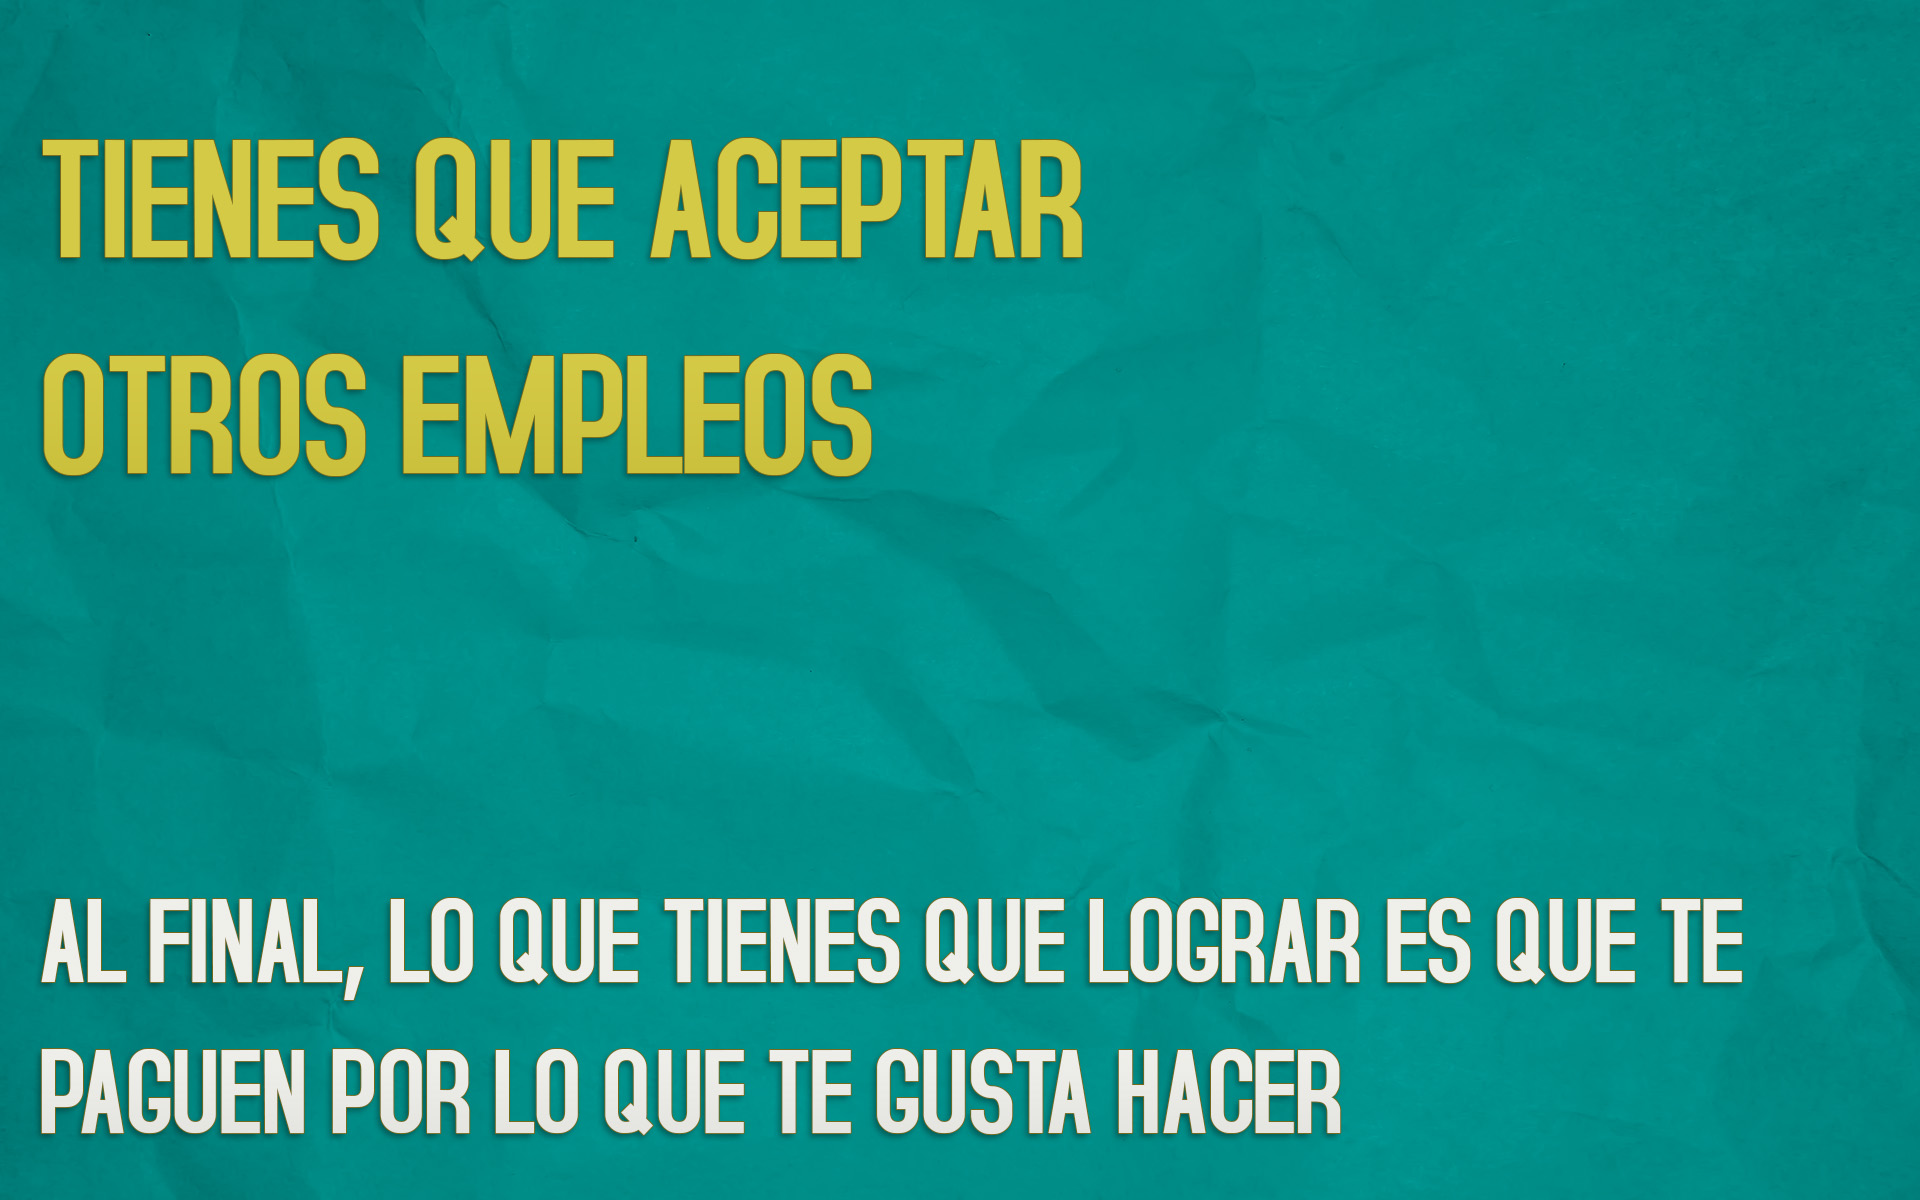 TIENES QUE ACEPTAR
OTROS EMPLEOS
AL FINAL, LO QUE TIENES QUE LOGRAR ES QUE TE
PAGUEN POR LO QUE TE GUSTA HACER